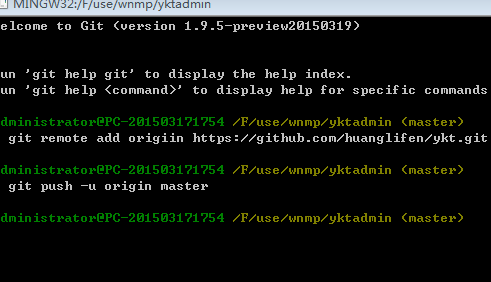 MINGW32:/F/use/wnmp/yktadmin
elcome to Git (version 1.9.5-preview20150319)
un 'git help git' to display the help index.
un 'git help <command>' to display help for specific commands
dministrator@PC-201503171754 /F/use/wnmp/yktadmin (master)
git remote add origiin https://github.com/huanglifen/ykt.git
dministrator@PC-201503171754 /F/use/wnmp/yktadmin (master)
git push -u origin master
dministrator@PC-201503171754 /F/use/wnmp/yktadmin (master)